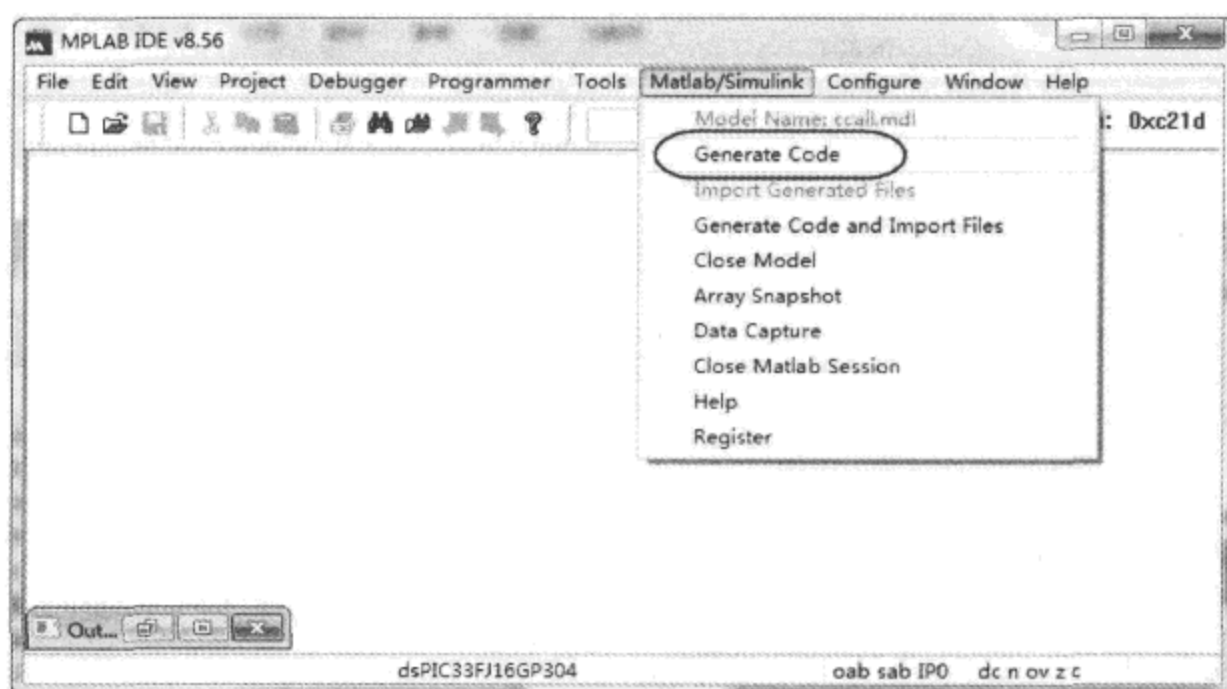 MPLAB IDE v8.56
File Edit View Project Debugger Programmer Tools Matlab/Simulink Configure Window Help
Model Name: ccall.mdl
: 0xc21d
Generate Code
Import Generated Files
Generate Code and Import Files
Close Model
Array Snapshot
Data Capture
Close Matlab Session
Help
Register
Out...
dsPIC33FJ16GP304 oab sab IP0 dc n ov z c